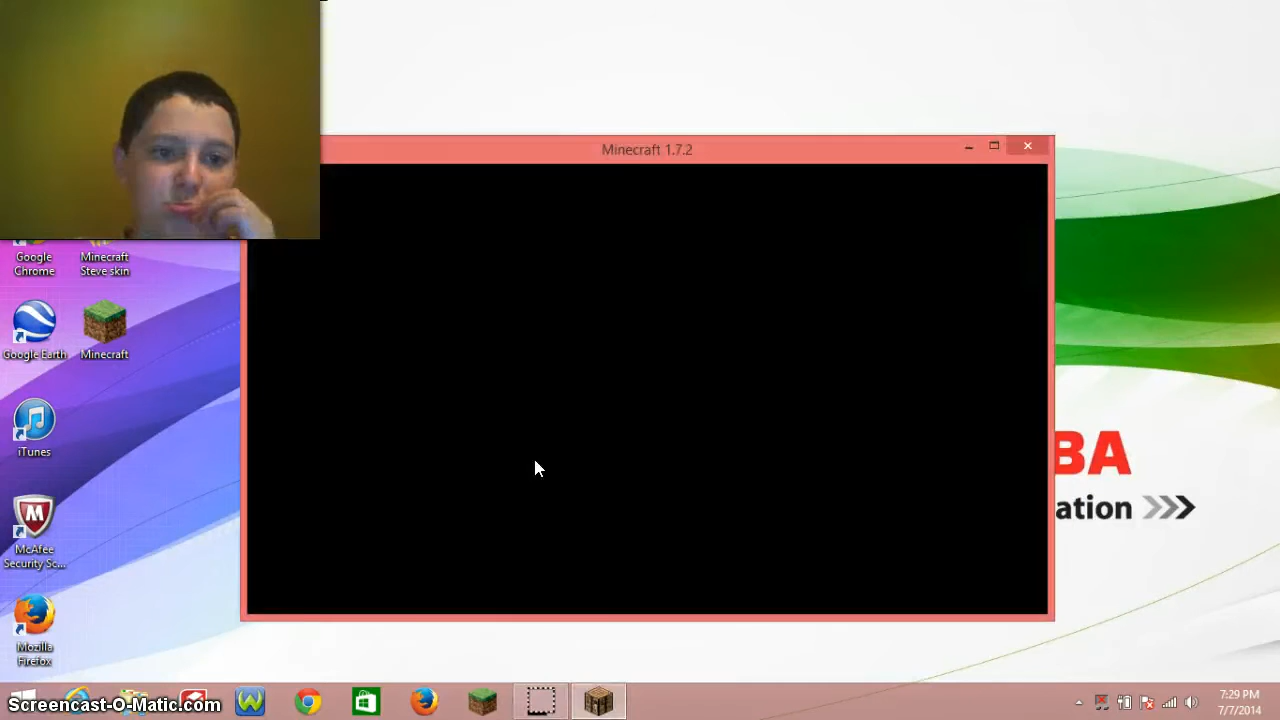 Minecraft 1.7.2
Google
Chrome
Minecraft
Steve skin
Google Earth
Minecraft
iTunes
McAfee
Security Sc...
Mozilla
Firefox
BA
ation >>>
Screencast-O-Matic.com
7:29 PM
7/7/2014